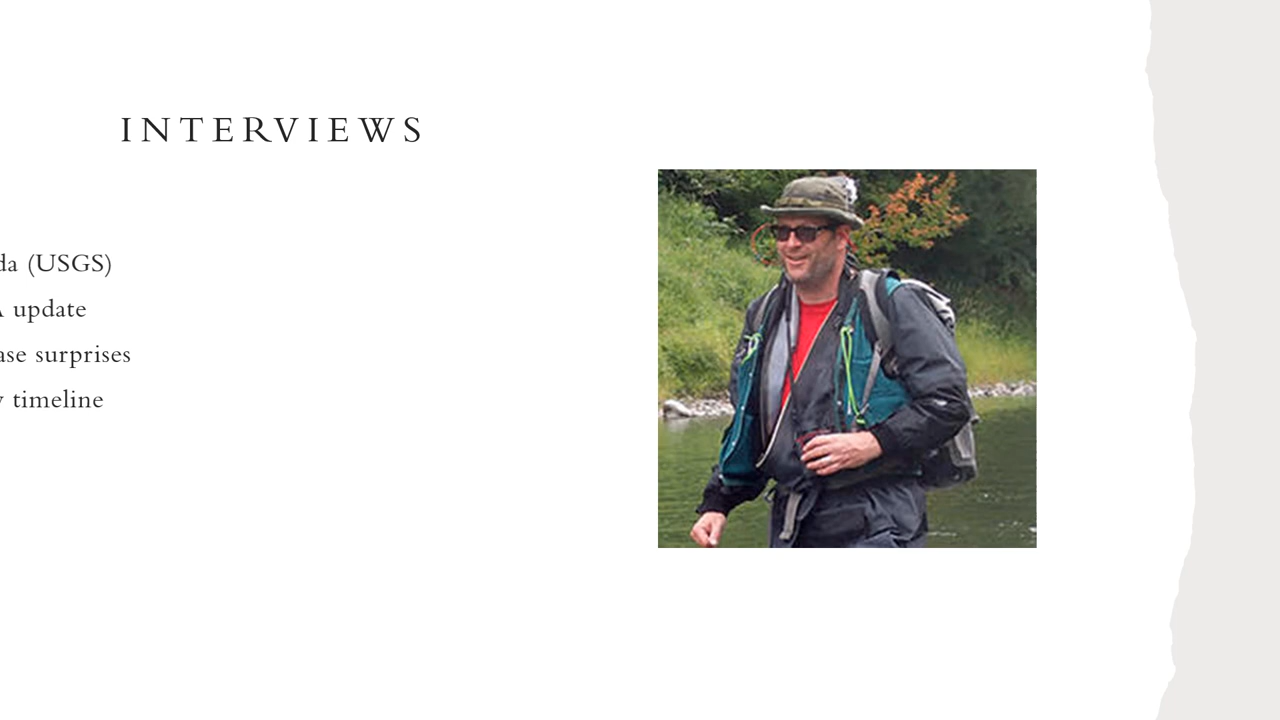 INTERVIEWS
da (USGS)
update
ase surprises
timeline